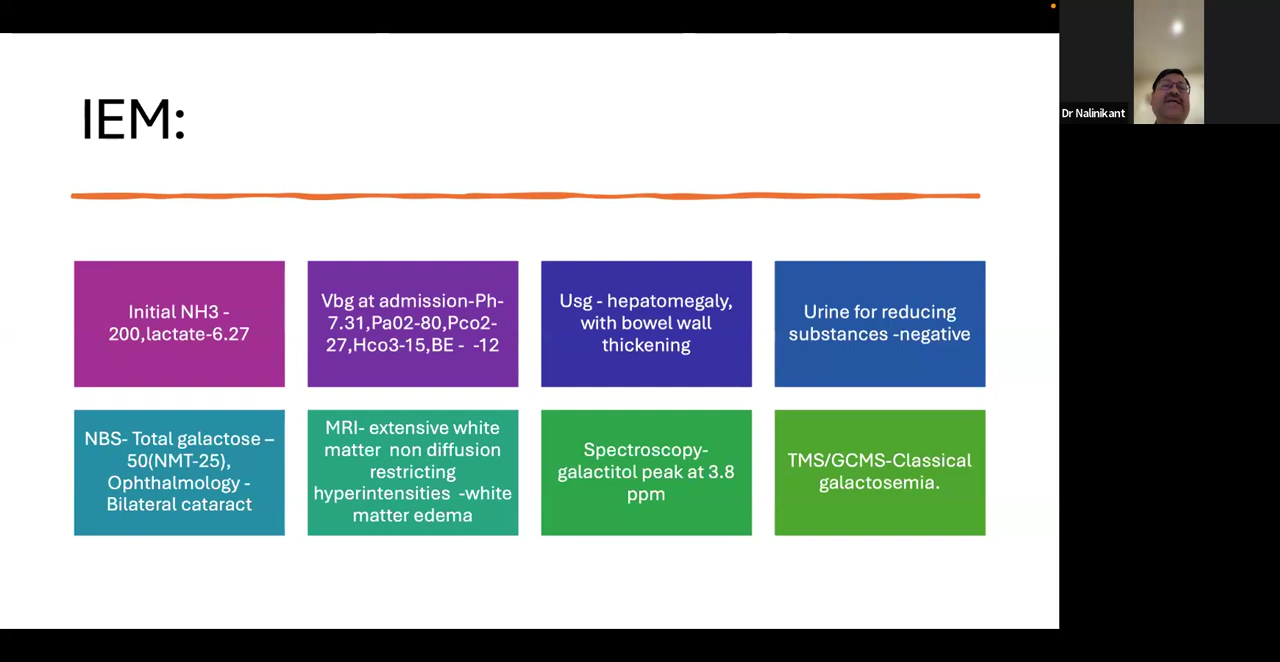 IEM:
Initial NH3 -
200,lactate-6.27
Vbg at admission-Ph-
7.31,Pa02-80,Pco2-
27,Hco3-15,BE -  -12
Usg - hepatomegaly,
with bowel wall
thickening
Urine for reducing
substances -negative
NBS- Total galactose –
50(NMT-25),
Ophthalmology -
Bilateral cataract
MRI- extensive white
matter  non diffusion
restricting
hyperintensities  -white
matter edema
Spectroscopy-
galactitol peak at 3.8
ppm
TMS/GCMS-Classical
galactosemia.
Dr Nalinikant